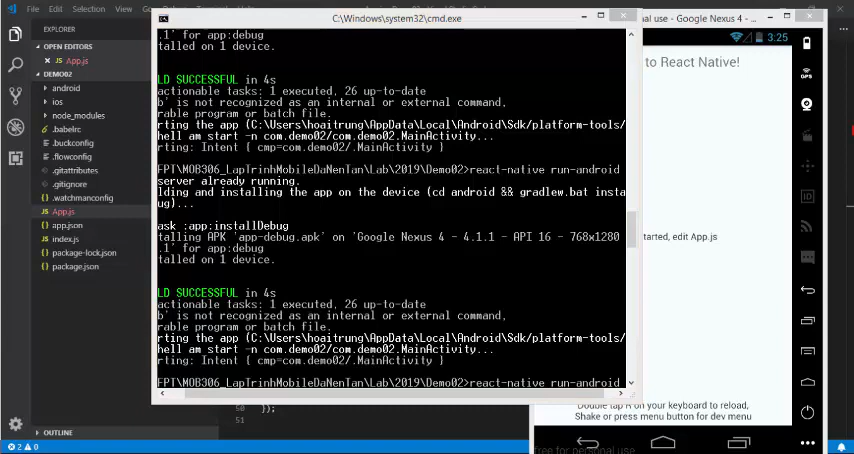 File
Edit
Selection
View
C:\Windows\system32\cmd.exe
nal use - Google Nexus 4 -
EXPLORER
OPEN EDITORS
App.js
DEMO02
android
ios
node_modules
.babelrc
.buckconfig
.flowconfig
.gitattributes
.gitignore
.watchmanconfig
App.js
app.json
index.js
package-lock.json
package.json
OUTLINE
2 0
.1' for app:debug
talled on 1 device.
LD SUCCESSFUL in 4s
actionable tasks: 1 executed, 26 up-to-date
b' is not recognized as an internal or external command,
rable program or batch file.
rting the app (C:\Users\hoaitrung\AppData\Local\Android\Sdk/platform-tools/
hell am start -n com.demo02/com.demo02.MainActivity...
rting: Intent { cmp=com.demo02/.MainActivity }
FPT\MOB306_LapTrinhMobileDaNenTan\Lab\2019\Demo02>react-native run-android
server already running.
lding and installing the app on the device (cd android && gradlew.bat insta
ug)...
ask :app:installDebug
talling APK 'app-debug.apk' on 'Google Nexus 4 - 4.1.1 - API 16 - 768x1280
.1' for app:debug
talled on 1 device.
LD SUCCESSFUL in 4s
actionable tasks: 1 executed, 26 up-to-date
b' is not recognized as an internal or external command,
rable program or batch file.
rting the app (C:\Users\hoaitrung\AppData\Local\Android\Sdk/platform-tools/
hell am start -n com.demo02/com.demo02.MainActivity...
rting: Intent { cmp=com.demo02/.MainActivity }
FPT\MOB306_LapTrinhMobileDaNenTan\Lab\2019\Demo02>react-native run-android
50 });
51
3:25
to React Native!
tarted, edit App.js
Double tap R on your keyboard to reload,
Shake or press menu button for dev menu
free for personal use
GPS
ID